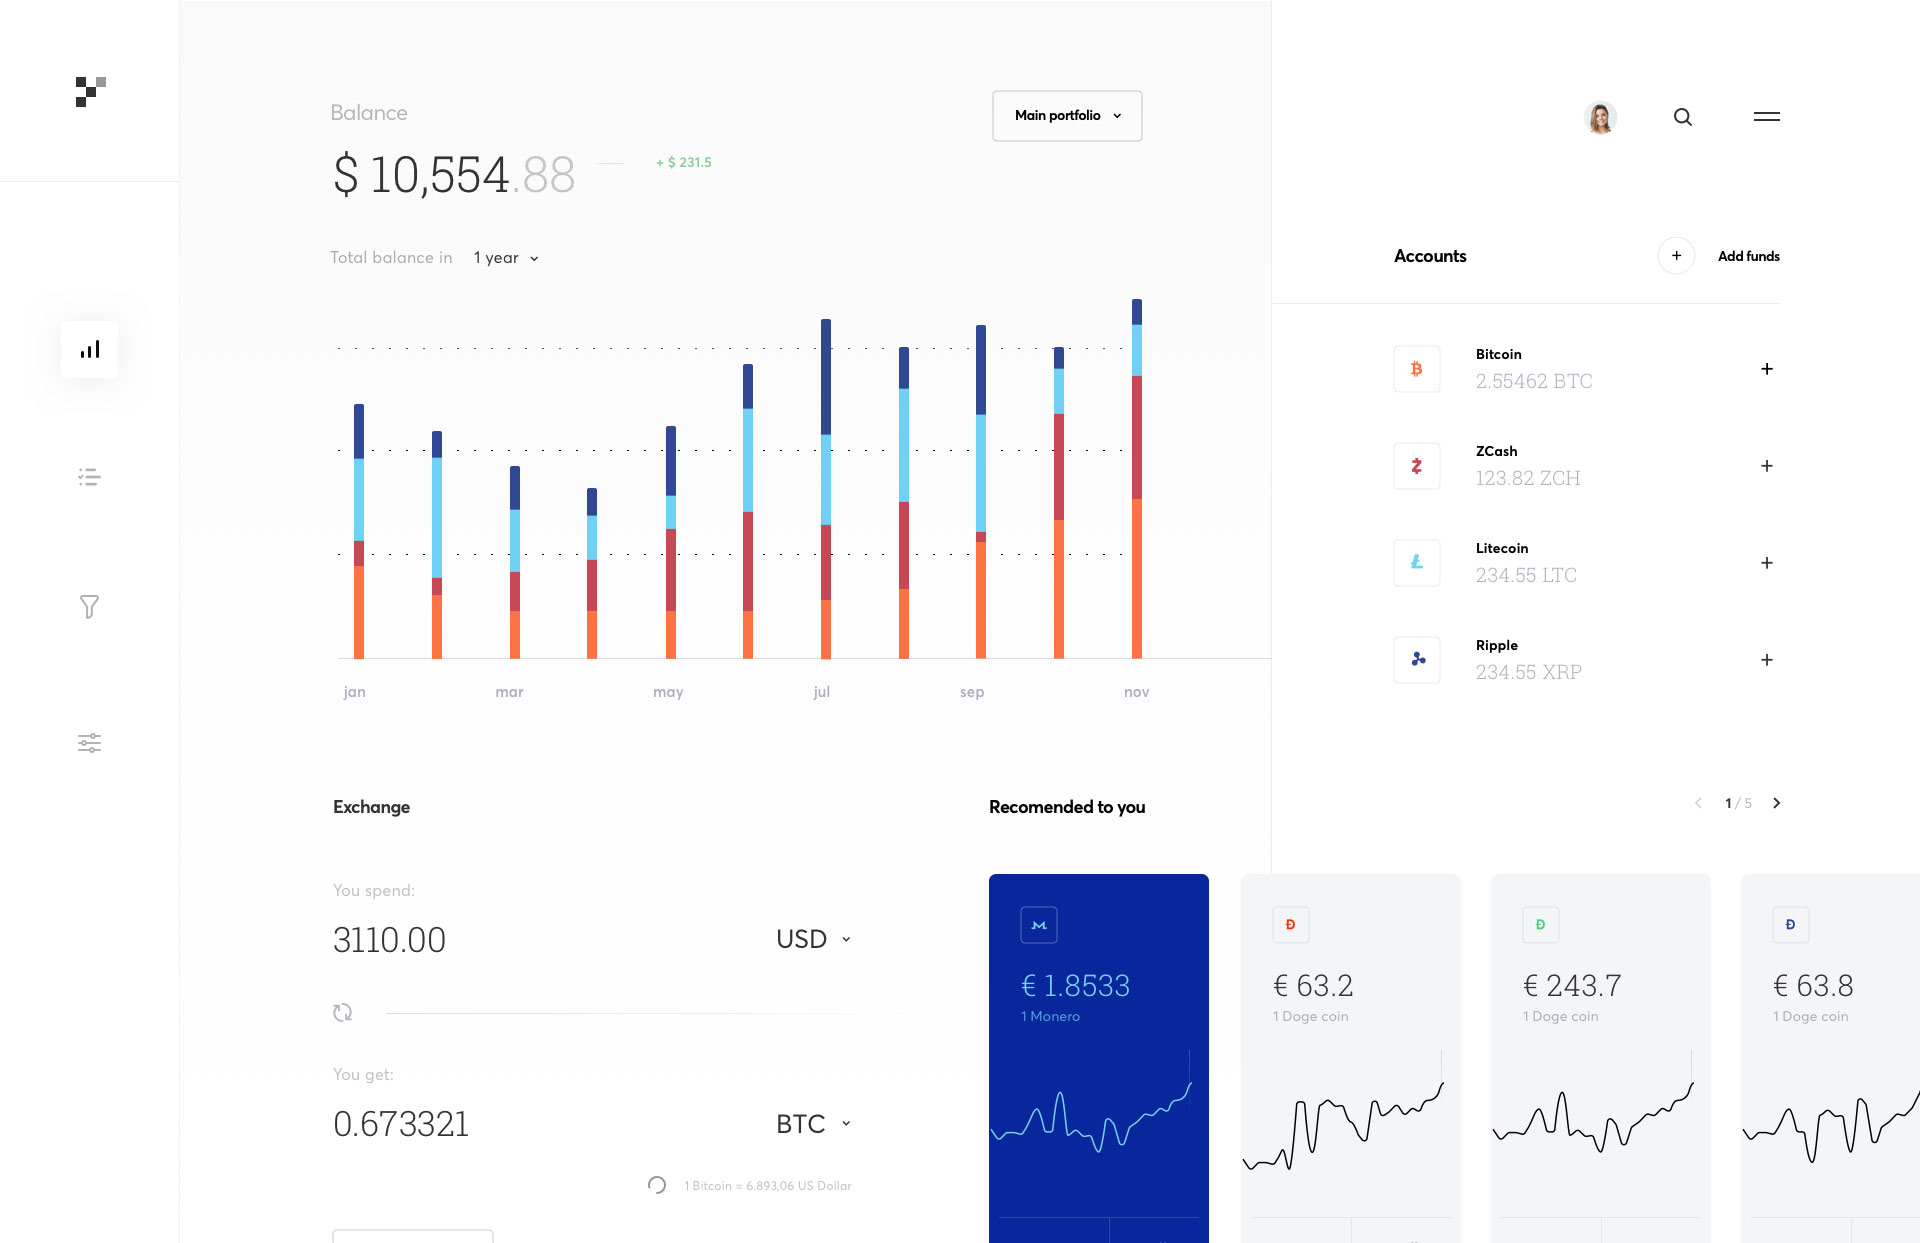 Balance
Main portfolio
$ 10,554.88
+ $ 231.5
Total balance in 1 year
jan mar may jul sep nov
Accounts
+ Add funds
Bitcoin
2.55462 BTC
+
ZCash
123.82 ZCH
+
Litecoin
234.55 LTC
+
Ripple
234.55 XRP
+
Exchange
You spend:
3110.00 USD
You get:
0.673321 BTC
1 Bitcoin = 6.893,06 US Dollar
Recomended to you
1 / 5
€ 1.8533
1 Monero
€ 63.2
1 Doge coin
€ 243.7
1 Doge coin
€ 63.8
1 Doge coin